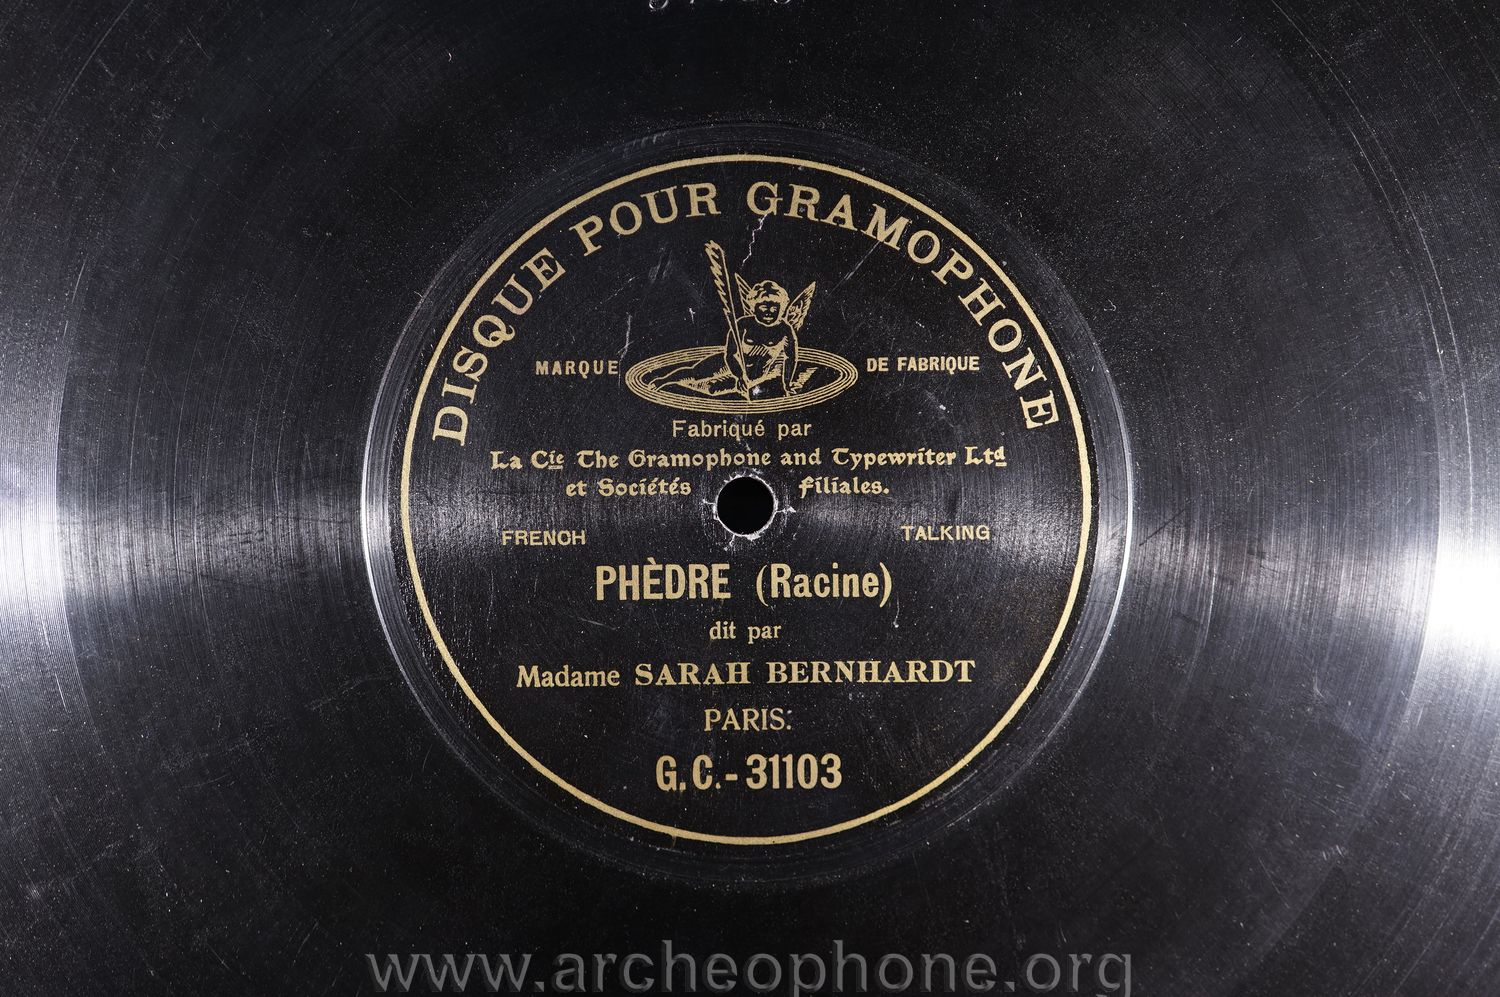 DISQUE POUR GRAMOPHONE
MARQUE DE FABRIQUE
Fabriqué par
La Cie The Gramophone and Typewriter Ltd
et Sociétés Filiales.
FRENCH TALKING
PHÈDRE (Racine)
dit par
Madame SARAH BERNHARDT
PARIS.
G.C.-31103
www.archeophone.org